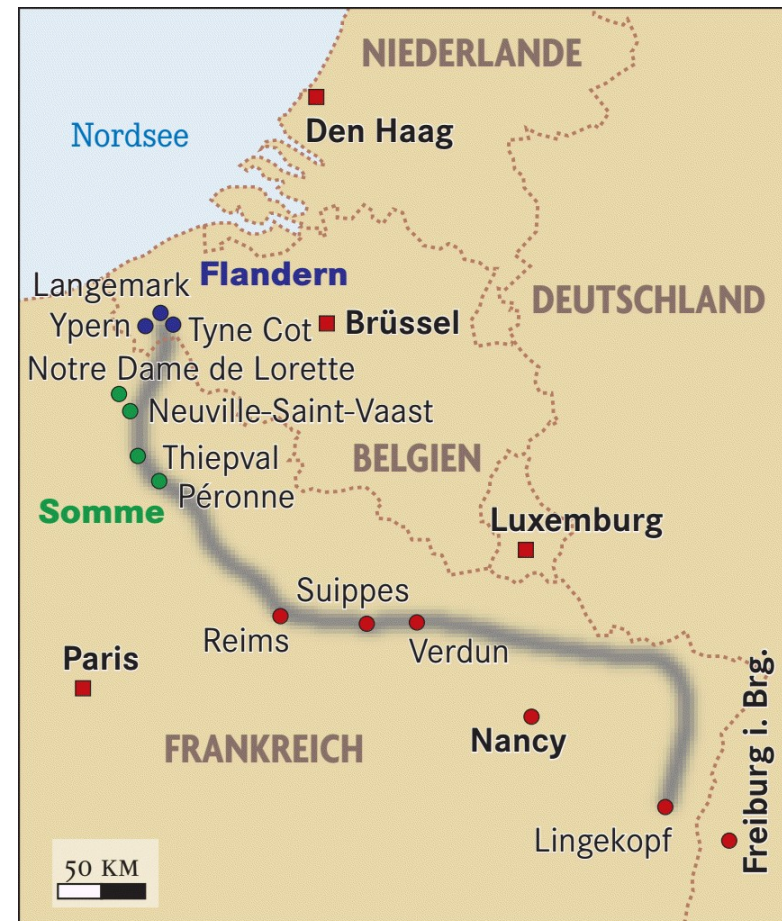 NIEDERLANDE
Nordsee
Den Haag
Flandern
Langemark
DEUTSCHLAND
Ypern
Tyne Cot
Brüssel
Notre Dame de Lorette
Neuville-Saint-Vaast
BELGIEN
Thiepval
Péronne
Somme
Luxemburg
Suippes
Reims
Verdun
Paris
Nancy
FRANKREICH
Freiburg i. Brg.
Lingekopf
50 KM